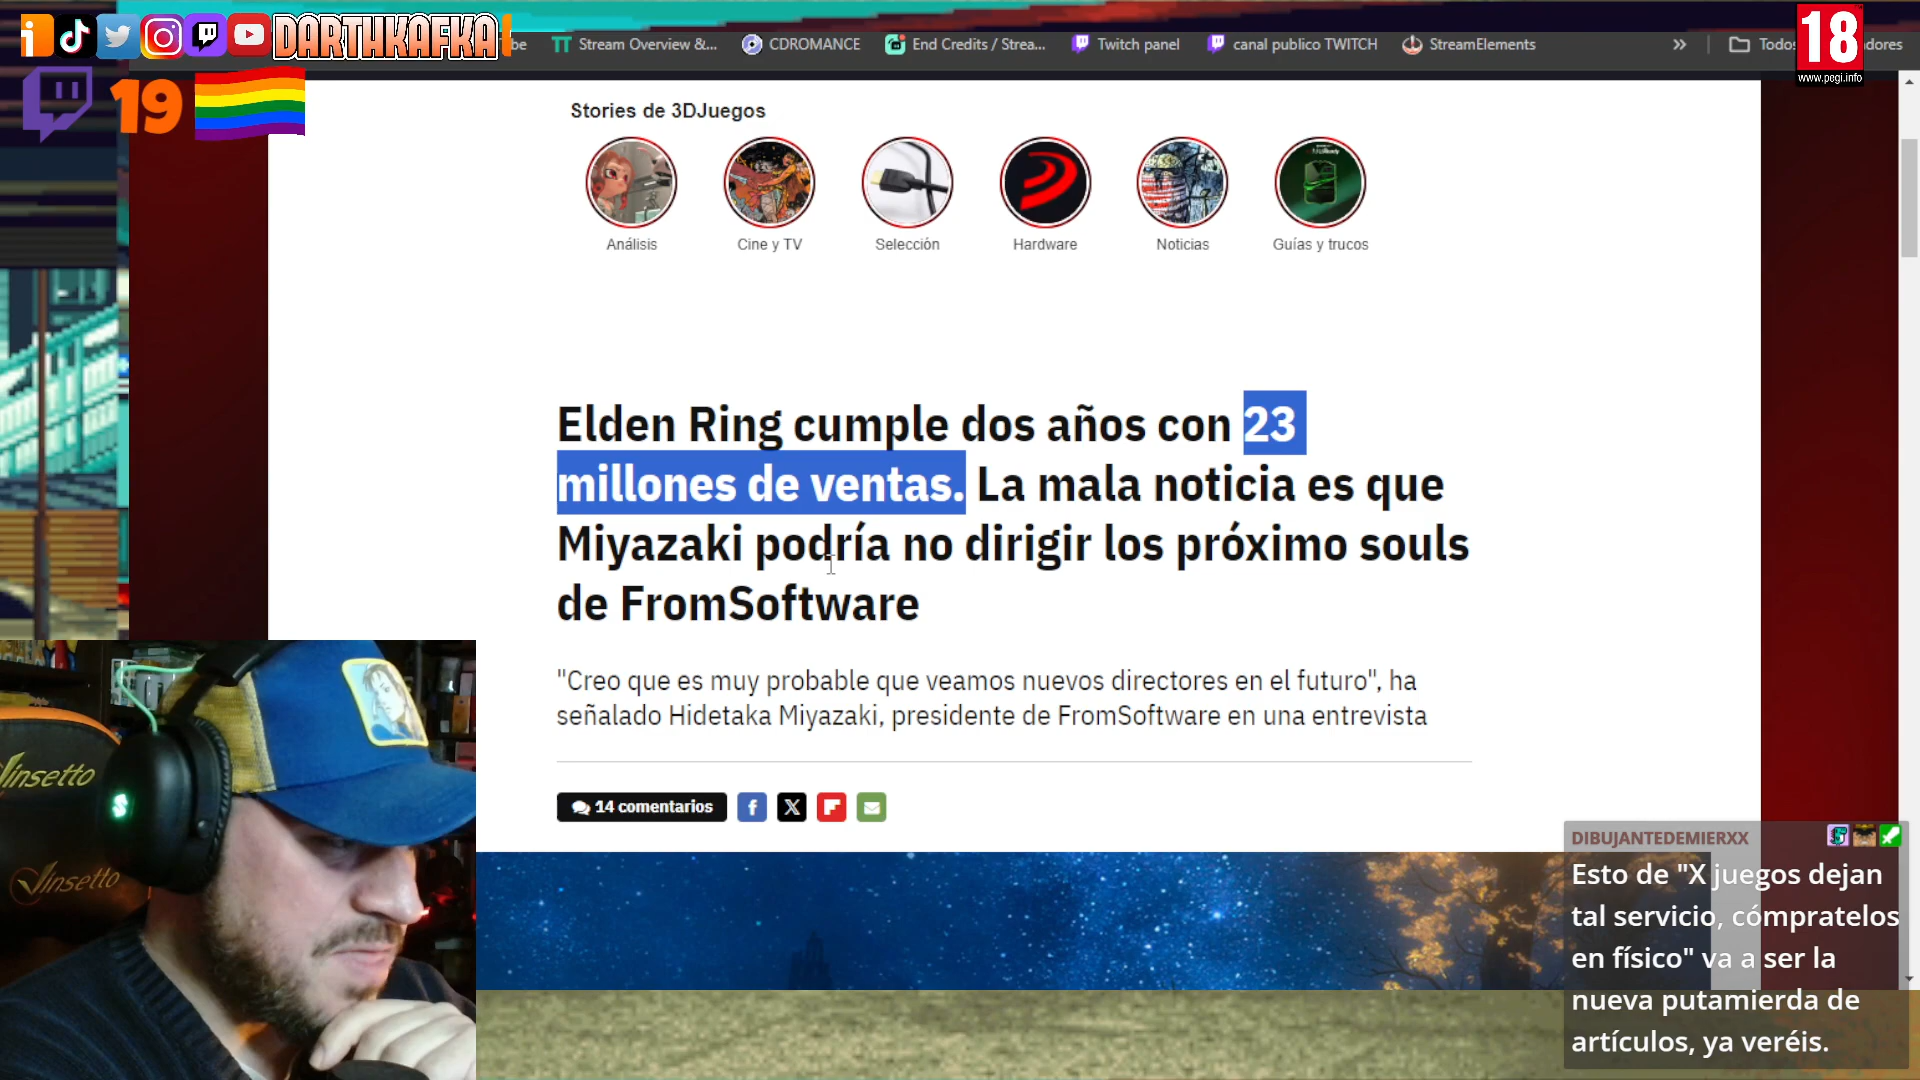 DARTHKAFKA
be
Stream Overview &...
CDROMANCE
End Credits / Strea...
Twitch panel
canal publico TWITCH
StreamElements
»
18
www.pegi.info
19
Stories de 3DJuegos
Análisis
Cine y TV
Selección
Hardware
Noticias
Guías y trucos
Elden Ring cumple dos años con 23
millones de ventas. La mala noticia es que
Miyazaki podría no dirigir los próximo souls
de FromSoftware
"Creo que es muy probable que veamos nuevos directores en el futuro", ha
señalado Hidetaka Miyazaki, presidente de FromSoftware en una entrevista
14 comentarios
Vinsetto
Vinsetto
DIBUJANTEDEMIERXX
Esto de "X juegos dejan
tal servicio, cómpratelos
en físico" va a ser la
nueva putamierda de
artículos, ya veréis.